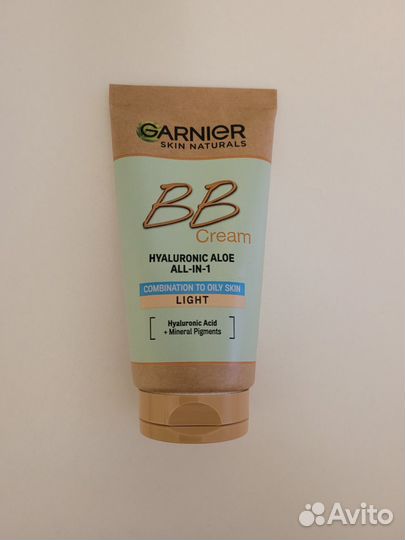 GARNIER
SKIN NATURALS
BB
Cream
HYALURONIC ALOE
ALL-IN-1
COMBINATION TO OILY SKIN
LIGHT
Hyaluronic Acid
+ Mineral Pigments
Avito